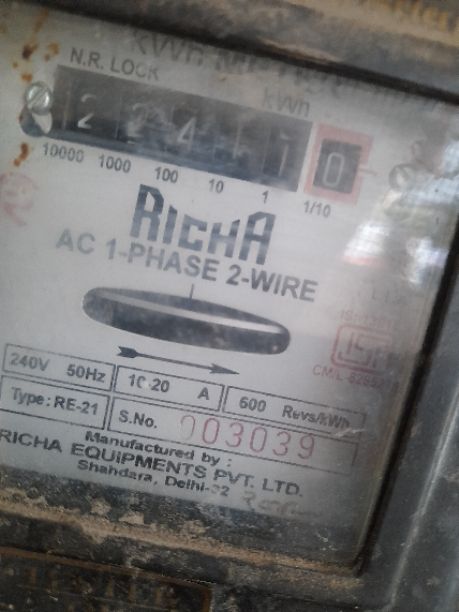 N.R. LOCK
kWh
2 2 4 1 1 0
10000 1000 100 10 1 1/10
RICHA
AC 1-PHASE 2-WIRE
240V 50Hz 10-20 A 600 Revs/kWh
Type: RE-21 S.No. 003039
Manufactured by :
RICHA EQUIPMENTS PVT. LTD.
Shahdara, Delhi-32